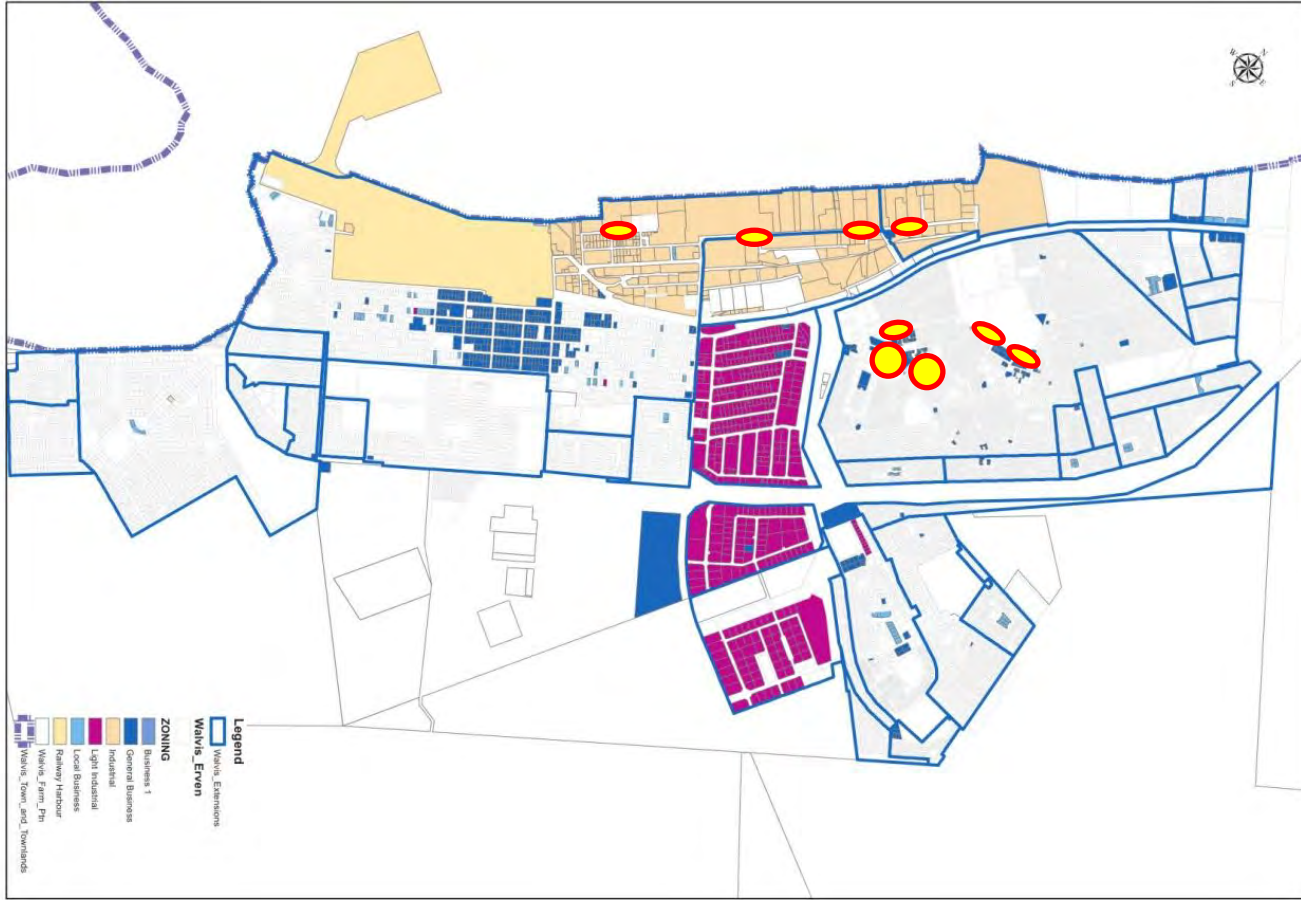 Legend
Walvis_Extensions
Walvis_Erven
ZONING
Business 1
General Business
Industrial
Light Industrial
Local Business
Railway Harbour
Walvis_Farm_Ptn
Walvis_Town_and_Townlands